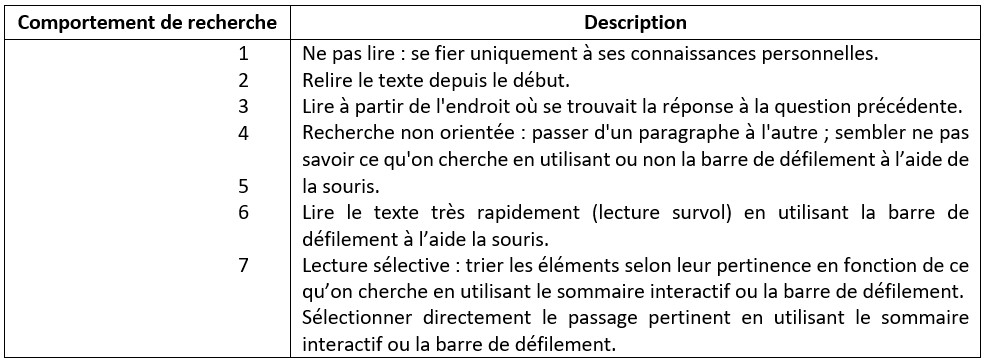 Comportement de recherche Description
1 Ne pas lire : se fier uniquement à ses connaissances personnelles.
2 Relire le texte depuis le début.
3 Lire à partir de l'endroit où se trouvait la réponse à la question précédente.
4 Recherche non orientée : passer d'un paragraphe à l'autre ; sembler ne pas
savoir ce qu'on cherche en utilisant ou non la barre de défilement à l’aide de
5 la souris.
6 Lire le texte très rapidement (lecture survol) en utilisant la barre de
défilement à l’aide la souris.
7 Lecture sélective : trier les éléments selon leur pertinence en fonction de ce
qu’on cherche en utilisant le sommaire interactif ou la barre de défilement.
Sélectionner directement le passage pertinent en utilisant le sommaire
interactif ou la barre de défilement.